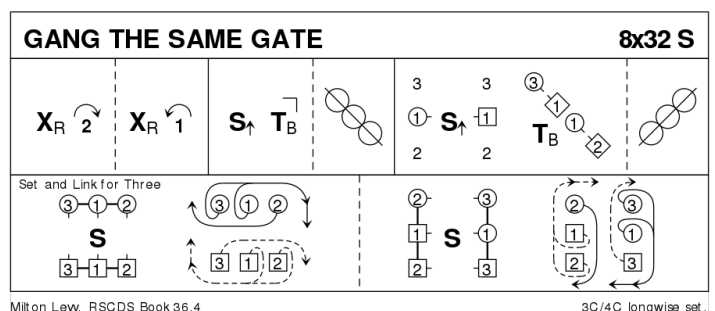 GANG THE SAME GATE 8x32 S
XR 2 XR 1 S TB
3 3
1 S 1
2 2
3 1 1 2
TB
Set and Link for Three
3 1 2 3 1 2
S
3 1 2 3 1 2
2 3 2 3
1 S 1 1 1
2 3 2 3
Milton Levy, RSCDS Book 36.4 3C/4C longwise set.